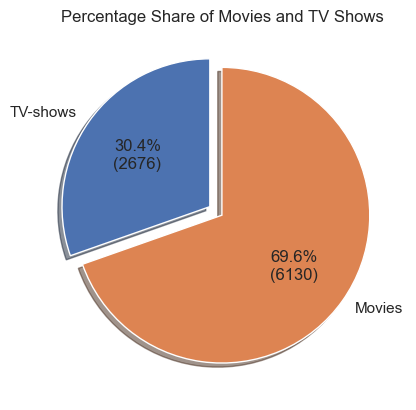 Percentage Share of Movies and TV Shows
TV-shows
30.4%
(2676)
69.6%
(6130)
Movies